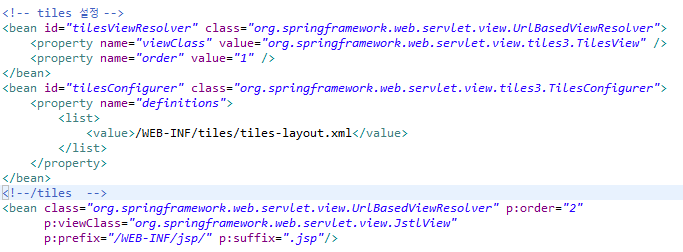 <!-- tiles 설정 -->
<bean id="tilesViewResolver" class="org.springframework.web.servlet.view.UrlBasedViewResolver">
    <property name="viewClass" value="org.springframework.web.servlet.view.tiles3.TilesView" />
    <property name="order" value="1" />
</bean>
<bean id="tilesConfigurer" class="org.springframework.web.servlet.view.tiles3.TilesConfigurer">
    <property name="definitions">
        <list>
            <value>/WEB-INF/tiles/tiles-layout.xml</value>
        </list>
    </property>
</bean>
<!--/tiles  -->
<bean class="org.springframework.web.servlet.view.UrlBasedViewResolver" p:order="2"
    p:viewClass="org.springframework.web.servlet.view.JstlView"
    p:prefix="/WEB-INF/jsp/" p:suffix=".jsp"/>